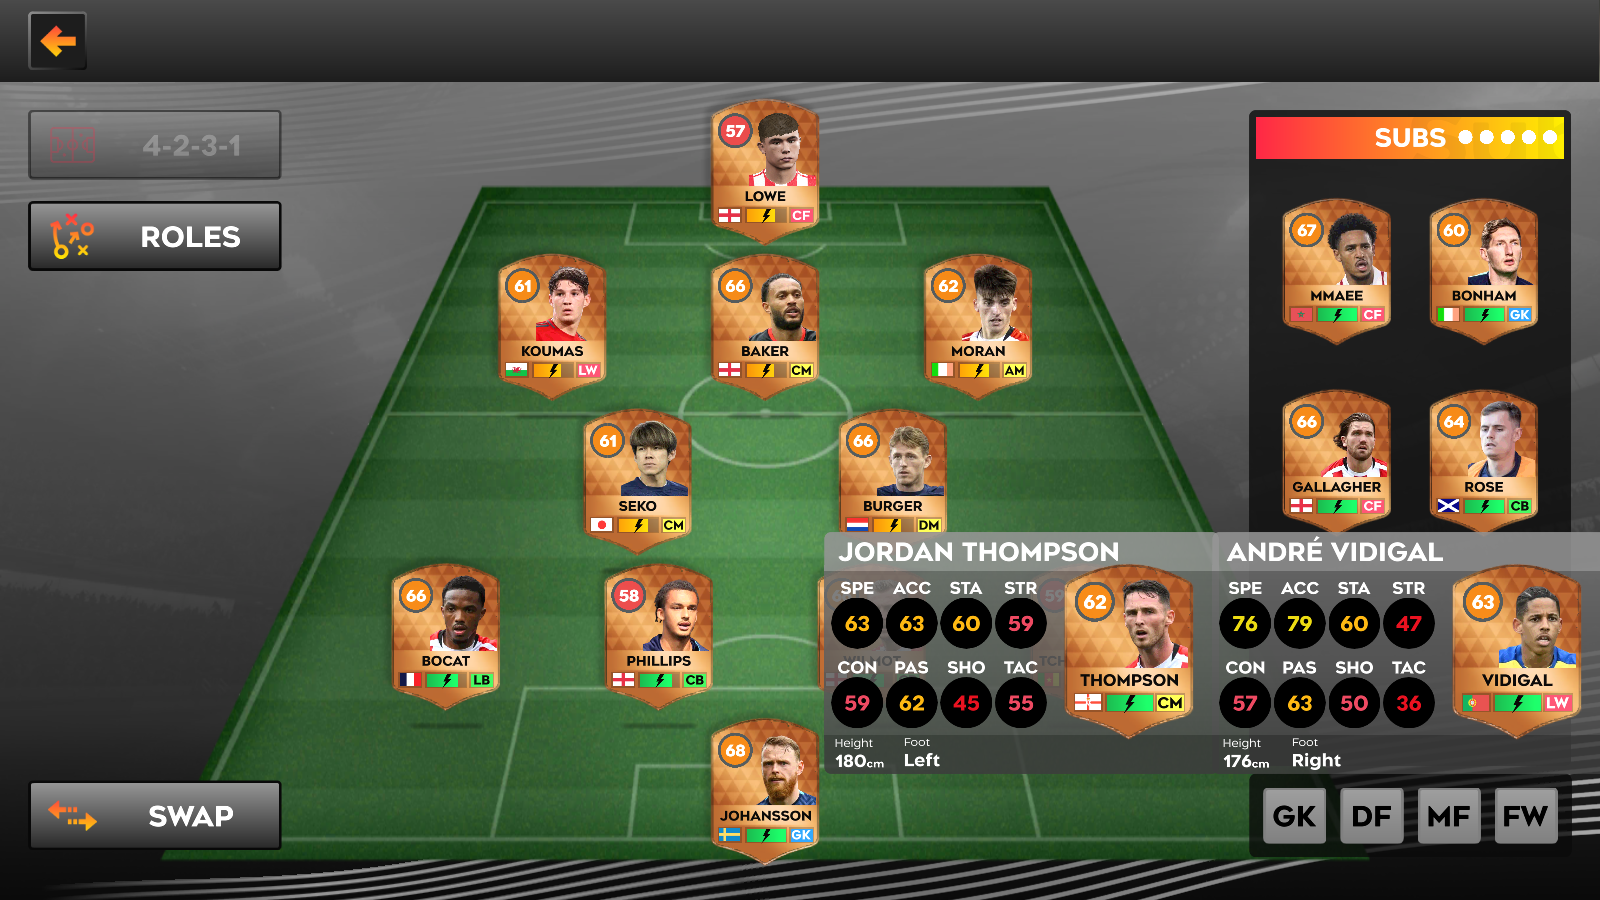 4-2-3-1
ROLES
57
LOWE
CF
61
KOUMAS
LW
66
BAKER
CM
62
MORAN
AM
61
SEKO
CM
66
BURGER
DM
66
BOCAT
LB
58
PHILLIPS
CB
68
JOHANSSON
GK
SUBS
67
MMAEE
CF
60
BONHAM
GK
66
GALLAGHER
CF
64
ROSE
CB
JORDAN THOMPSON
SPE ACC STA STR
63 63 60 59
CON PAS SHO TAC
59 62 45 55
Height Foot
180cm Left
62
THOMPSON
CM
ANDRÉ VIDIGAL
SPE ACC STA STR
76 79 60 47
CON PAS SHO TAC
57 63 50 36
Height Foot
176cm Right
63
VIDIGAL
LW
SWAP
GK DF MF FW